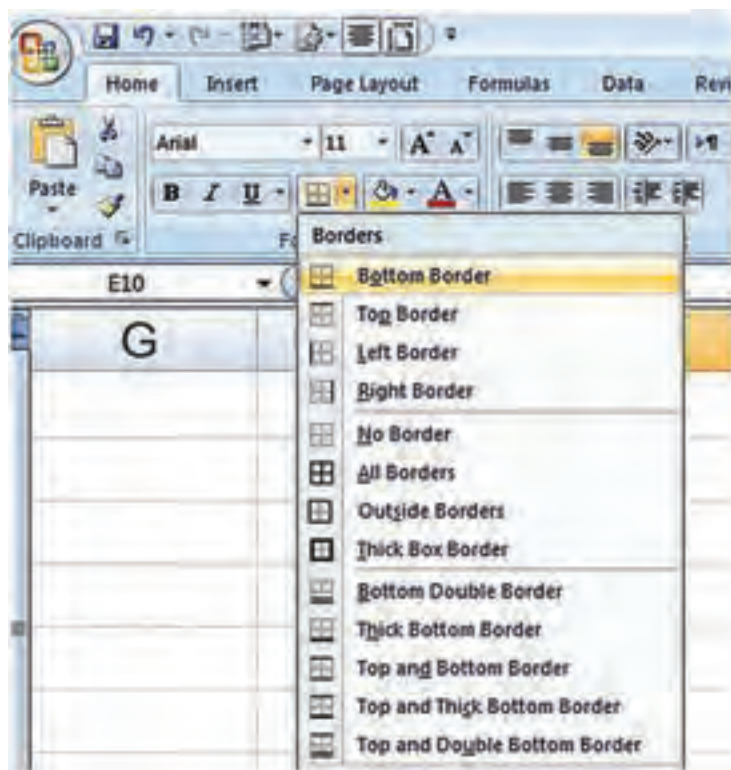 Home Insert Page Layout Formulas Data Revi
Arial 11 A A
Paste B I U A
Clipboard Fo
Borders
E10
Bottom Border
G
Top Border
Left Border
Right Border
No Border
All Borders
Outside Borders
Thick Box Border
Bottom Double Border
Thick Bottom Border
Top and Bottom Border
Top and Thick Bottom Border
Top and Double Bottom Border